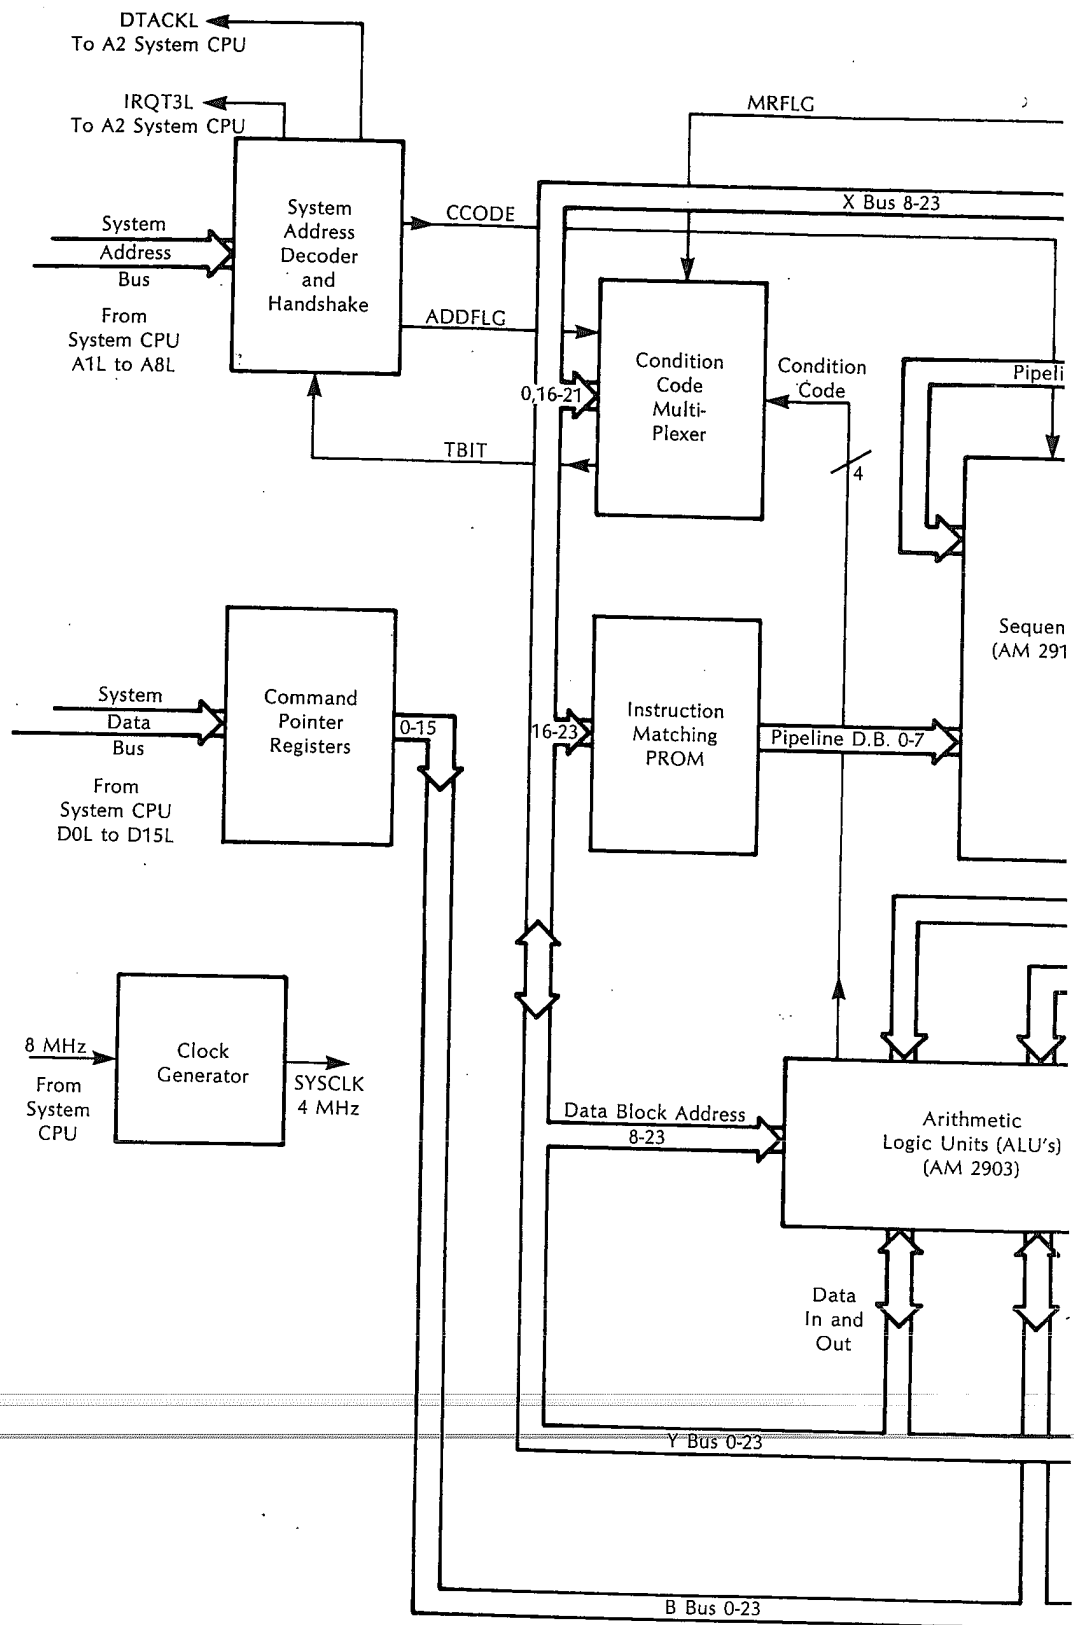 DTACKL
To A2 System CPU
IRQT3L
To A2 System CPU
MRFLG
X Bus 8-23
System
Address
Decoder
and
Handshake
CCODE
System
Address
Bus
From
System CPU
A1L to A8L
ADDFLG
Condition
Code
Multi-
Plexer
Condition
Code
Pipeli
0,16-21
TBIT
4
Sequen
(AM 291
Command
Pointer
Registers
System
Data
Bus
0-15
From
System CPU
D0L to D15L
16-23
Instruction
Matching
PROM
Pipeline D.B. 0-7
8 MHz
From
System
CPU
Clock
Generator
SYSCLK
4 MHz
Data Block Address
8-23
Arithmetic
Logic Units (ALU's)
(AM 2903)
Data
In and
Out
Y Bus 0-23
B Bus 0-23